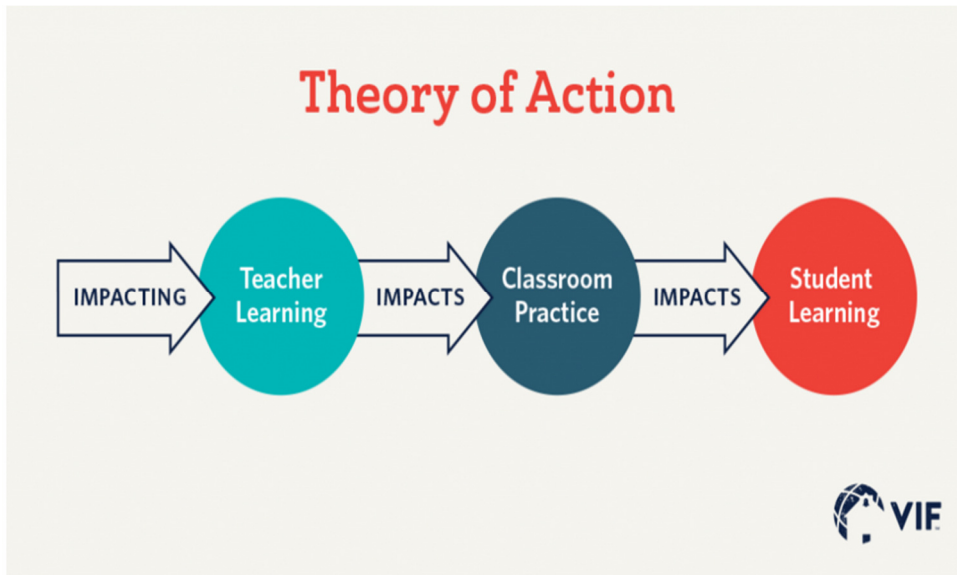 Theory of Action
IMPACTING
Teacher
Learning
IMPACTS
Classroom
Practice
IMPACTS
Student
Learning
VIF